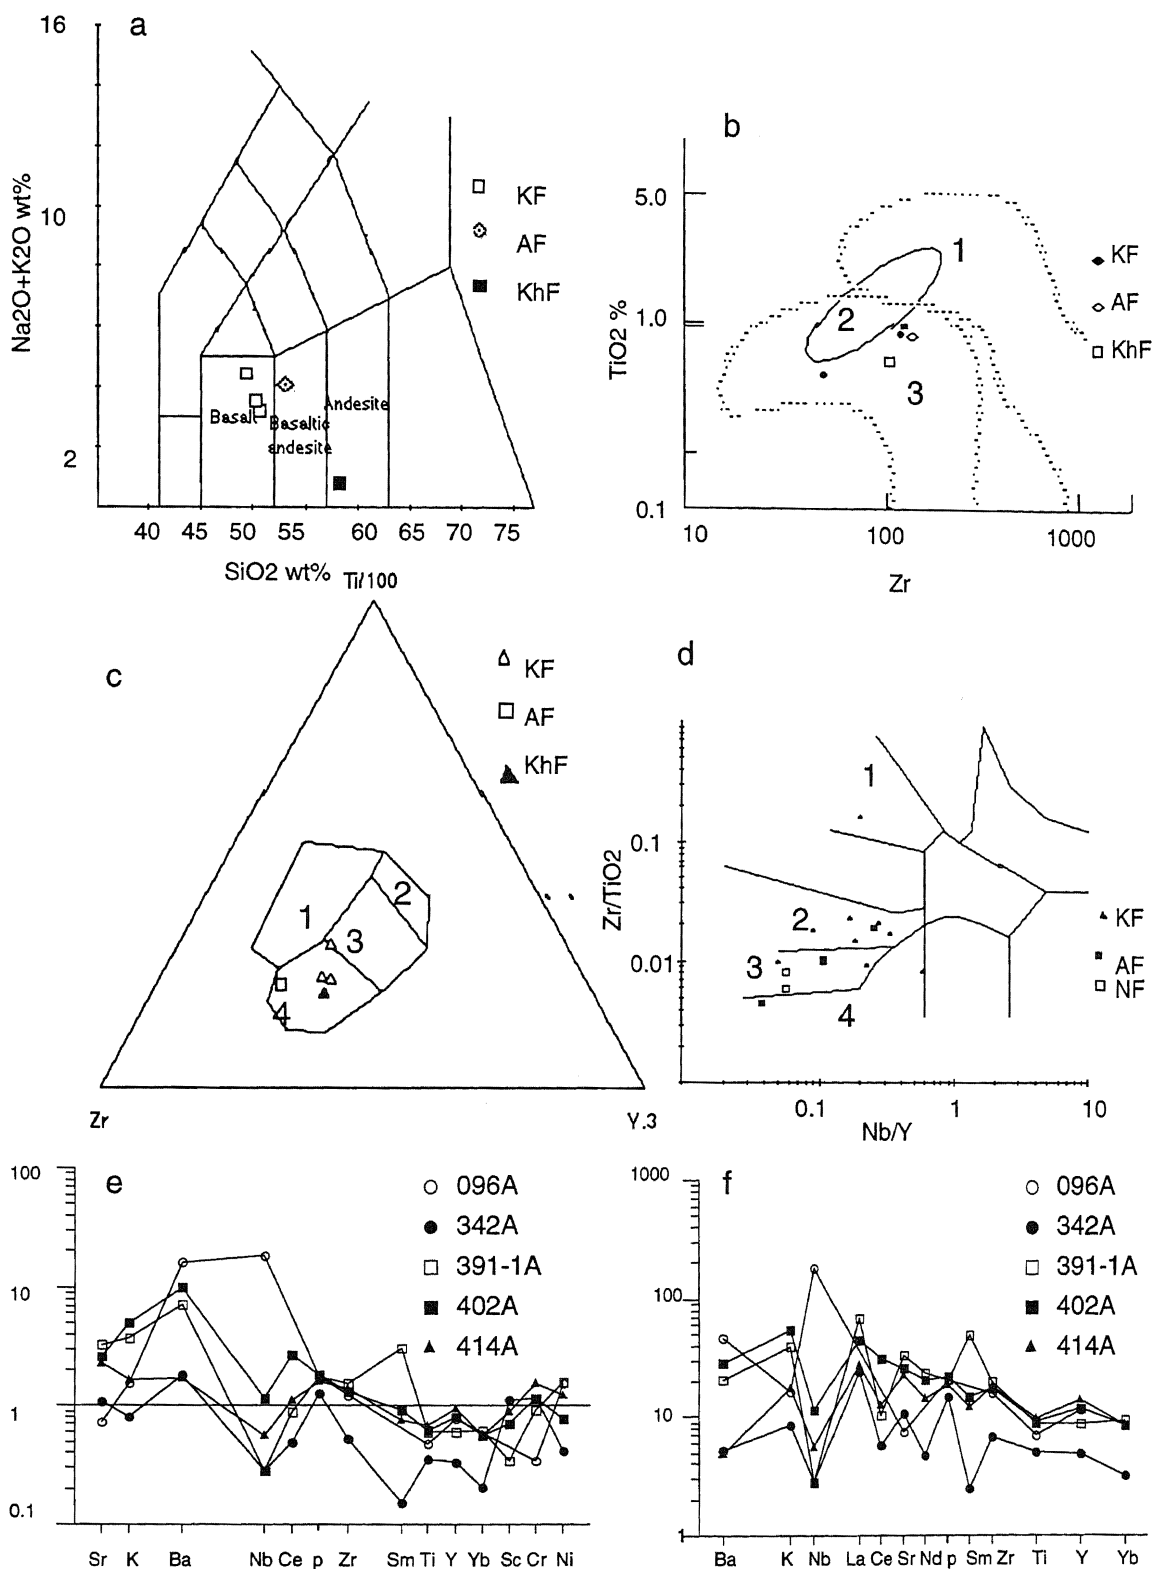 a
16
10
2
Na2O+K2O wt%
KF
AF
KhF
Basalt
Basaltic
andesite
Andesite
40 45 50 55 60 65 70 75
SiO2 wt%
b
5.0
1.0
0.1
TiO2 %
1
2
3
KF
AF
KhF
10 100 1000
Zr
c
Ti/100
KF
AF
KhF
1
2
3
4
Zr
Y.3
d
0.1
0.01
Zr/TiO2
1
2
3
4
KF
AF
NF
0.1 1 10
Nb/Y
e
100
10
1
0.1
096A
342A
391-1A
402A
414A
Sr K Ba Nb Ce p Zr Sm Ti Y Yb Sc Cr Ni
f
1000
100
10
1
096A
342A
391-1A
402A
414A
Ba K Nb La Ce Sr Nd p Sm Zr Ti Y Yb